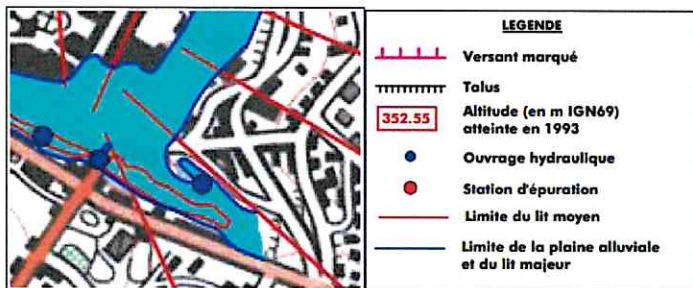 LEGENDE
Versant marqué
Talus
352.55
Altitude (en m IGN69)
atteinte en 1993
Ouvrage hydraulique
Station d'épuration
Limite du lit moyen
Limite de la plaine alluviale
et du lit majeur